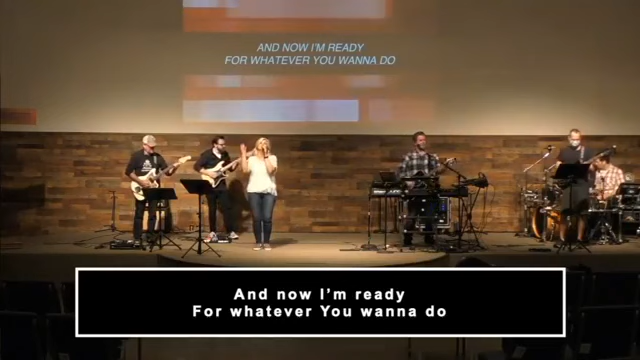 AND NOW I'M READY
FOR WHATEVER YOU WANNA DO
And now I'm ready
For whatever You wanna do